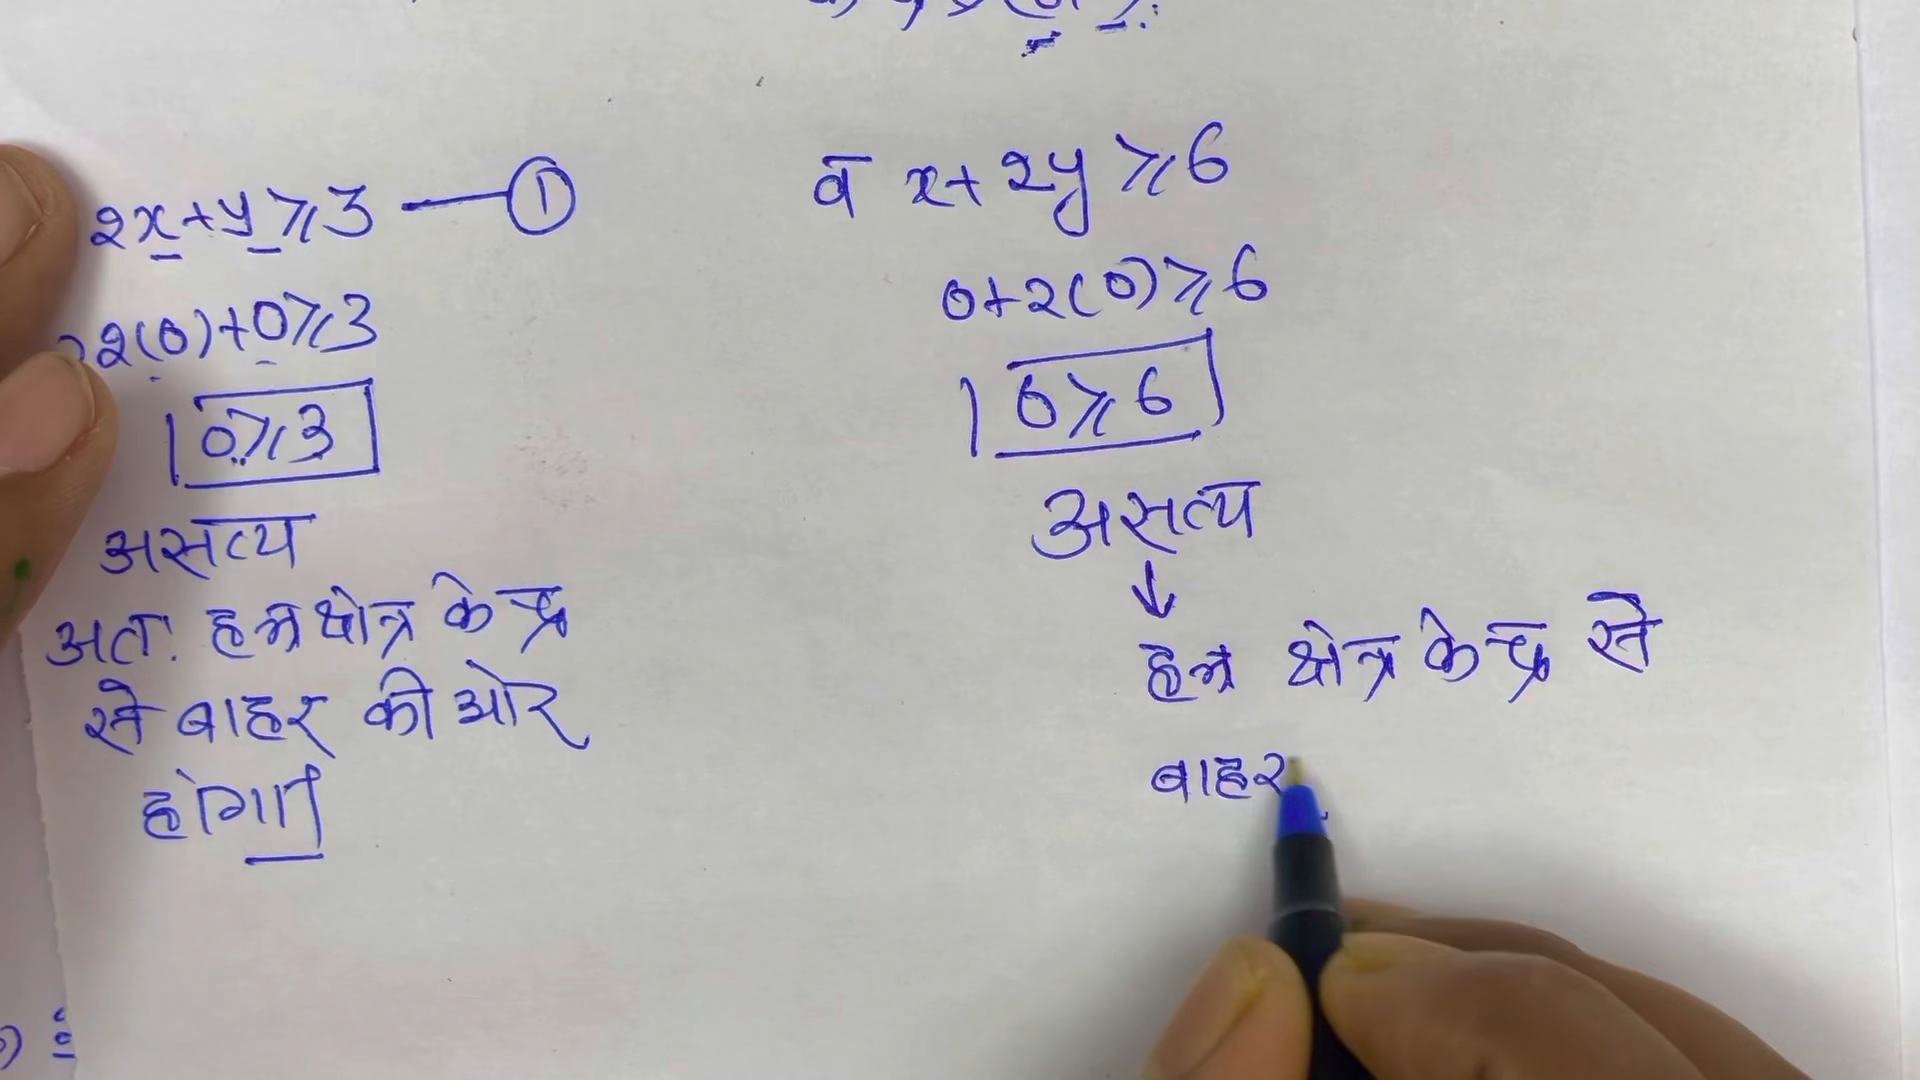 2x+y⩾3 — ①
2(0)+0⩾3
0⩾3
असत्य
अतः हल क्षेत्र केन्द्र
से बाहर की ओर
होगा।
व x+2y⩾6
0+2(0)⩾6
0⩾6
असत्य
↓
हल क्षेत्र केन्द्र से
बाहर